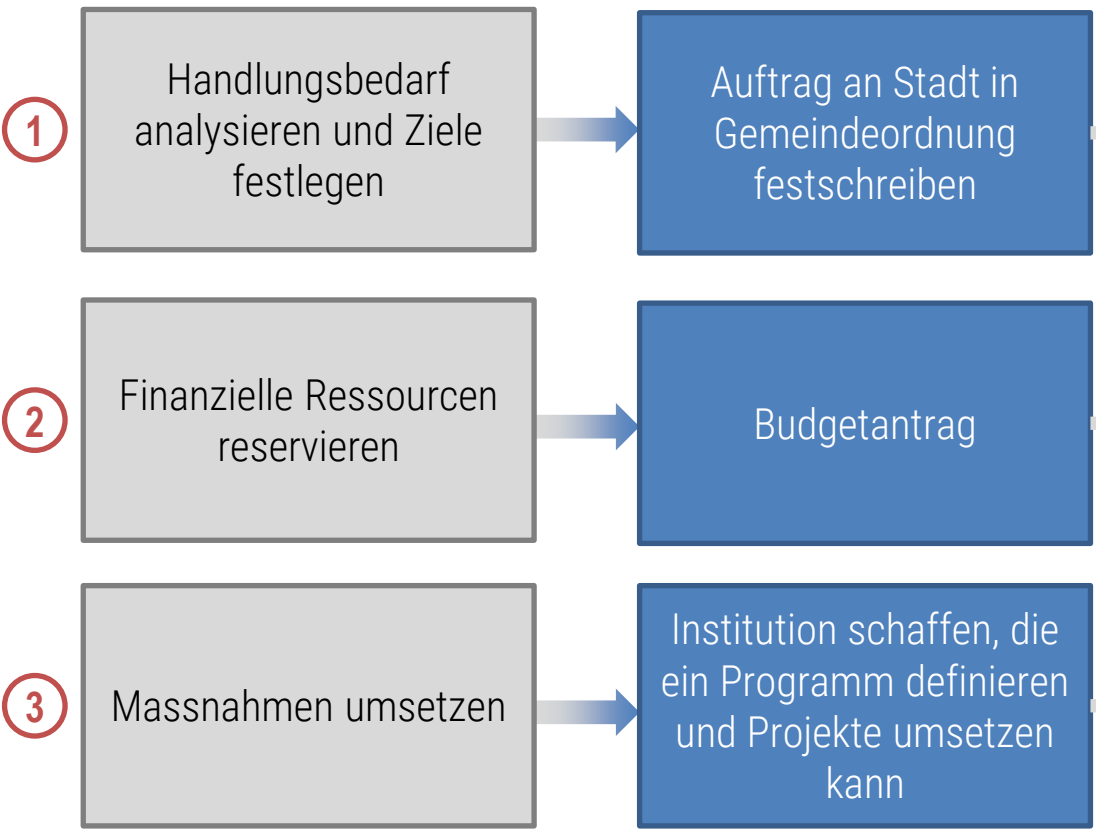 1
Handlungsbedarf
analysieren und Ziele
festlegen
Auftrag an Stadt in
Gemeindeordnung
festschreiben
2
Finanzielle Ressourcen
reservieren
Budgetantrag
3
Massnahmen umsetzen
Institution schaffen, die
ein Programm definieren
und Projekte umsetzen
kann